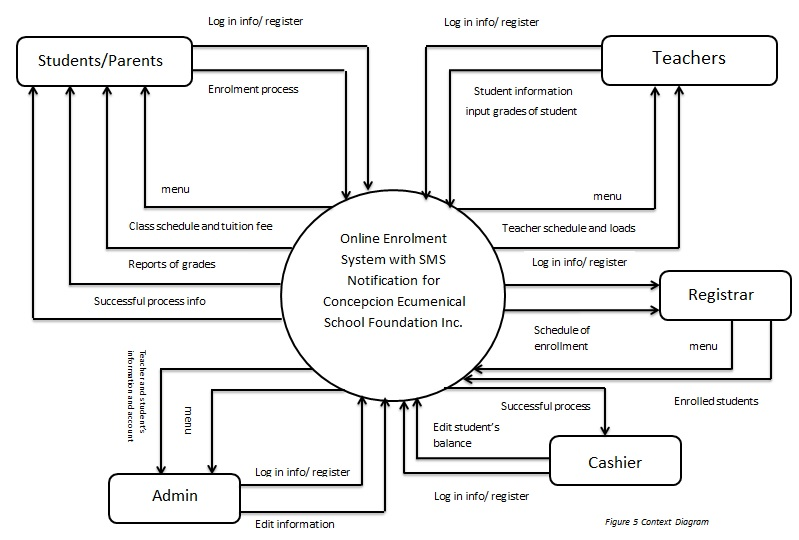 Log in info/ register
Log in info/ register
Students/Parents
Teachers
Enrolment process
Student information
input grades of student
menu
menu
Class schedule and tuition fee
Teacher schedule and loads
Online Enrolment
System with SMS
Notification for
Concepcion Ecumenical
School Foundation Inc.
Reports of grades
Log in info/ register
Successful process info
Registrar
Schedule of
enrollment
menu
Teacher and student's
information and account
menu
Enrolled students
Successful process
Edit student's
balance
Cashier
Log in info/ register
Log in info/ register
Admin
Edit information
Figure 5 Context Diagram